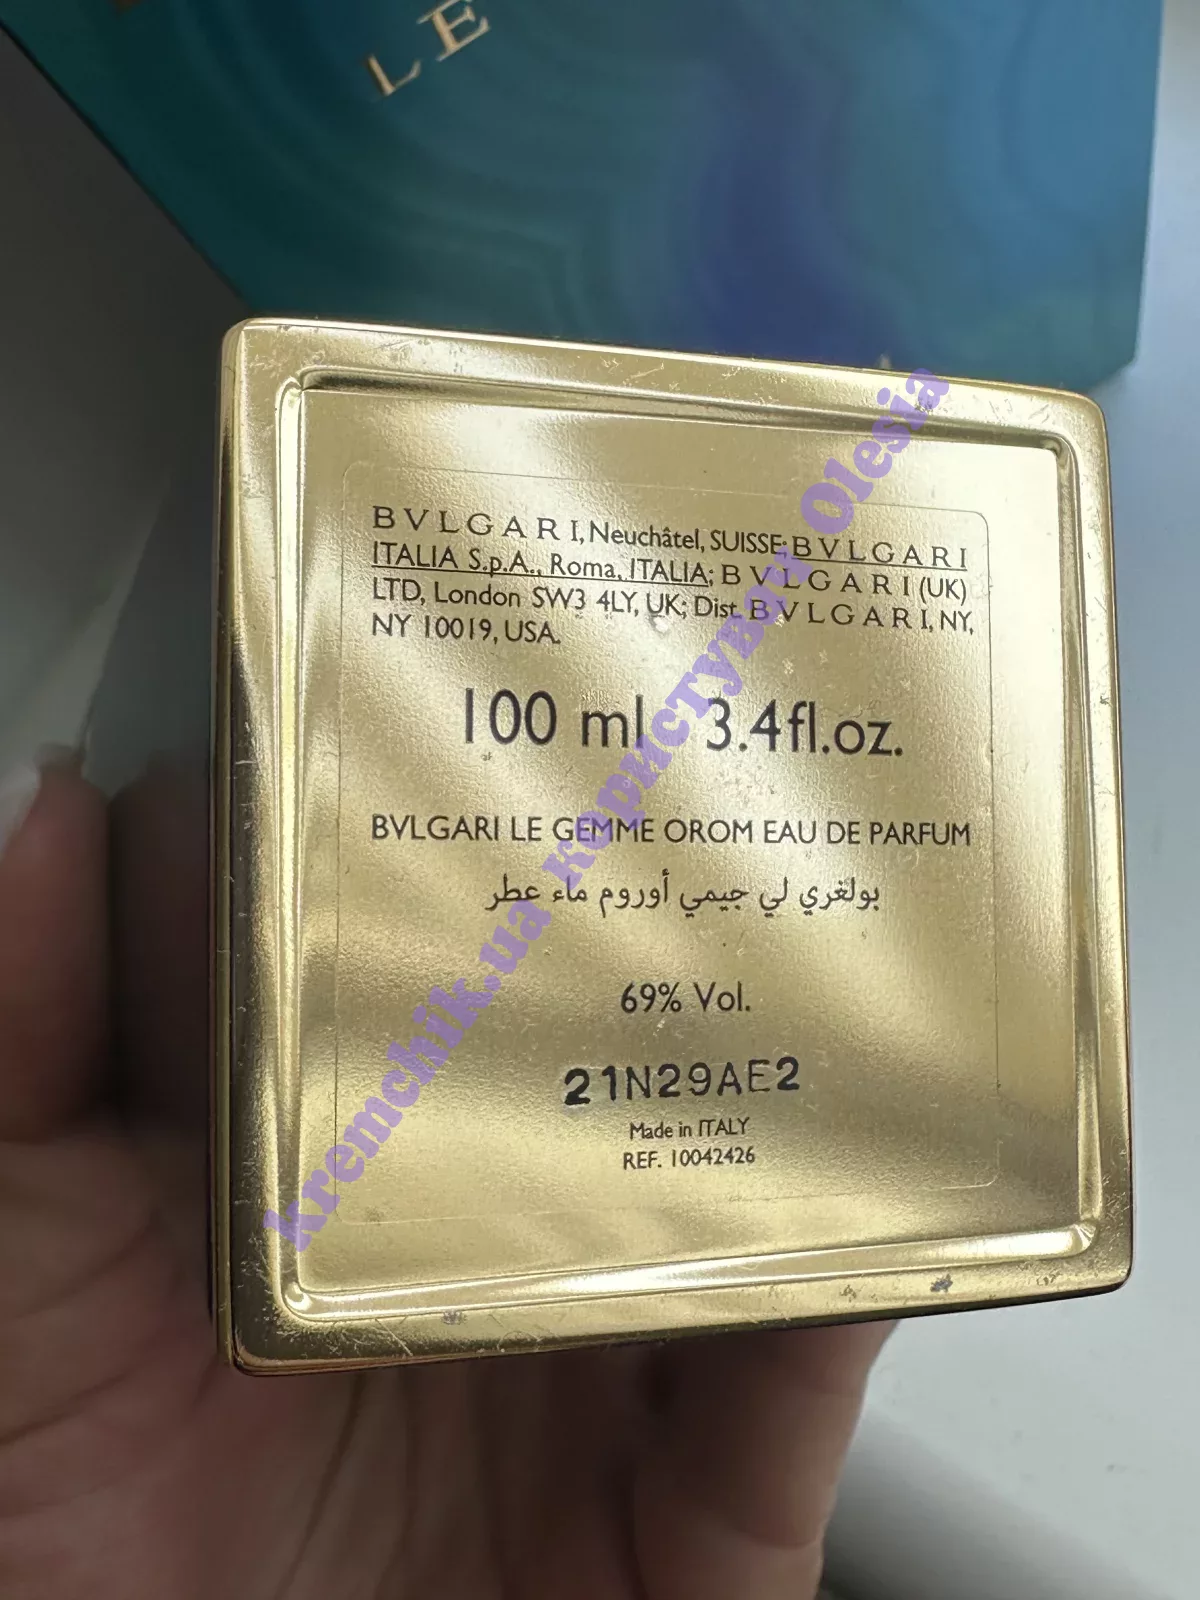 LE
BVLGARI, Neuchâtel, SUISSE; BVLGARI
ITALIA S.p.A., Roma, ITALIA; BVLGARI (UK)
LTD, London SW3 4LY, UK; Dist. BVLGARI, NY,
NY 10019, USA.
100 ml 3.4fl.oz.
BVLGARI LE GEMME OROM EAU DE PARFUM
بولغري لي جيمي أوروم ماء عطر
69% Vol.
21N29AE2
Made in ITALY
REF. 10042426
kremchik.ua користувач Olesia